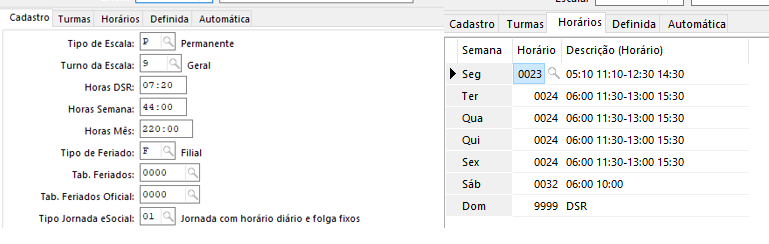 Cadastro Turmas Horários Definida Automática
Tipo de Escala: P Permanente
Turno da Escala: 9 Geral
Horas DSR: 07:20
Horas Semana: 44:00
Horas Mês: 220:00
Tipo de Feriado: F Filial
Tab. Feriados: 0000
Tab. Feriados Oficial: 0000
Tipo Jornada eSocial: 01 Jornada com horário diário e folga fixos
Cadastro Turmas Horários Definida Automática
Semana Horário Descrição (Horário)
Seg 0023 05:10 11:10-12:30 14:30
Ter 0024 06:00 11:30-13:00 15:30
Qua 0024 06:00 11:30-13:00 15:30
Qui 0024 06:00 11:30-13:00 15:30
Sex 0024 06:00 11:30-13:00 15:30
Sáb 0032 06:00 10:00
Dom 9999 DSR